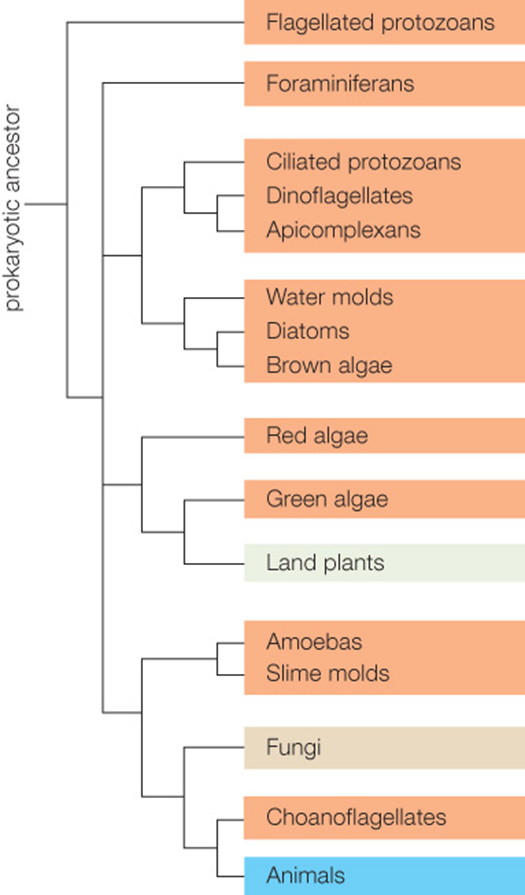 prokaryotic ancestor
Flagellated protozoans
Foraminiferans
Ciliated protozoans
Dinoflagellates
Apicomplexans
Water molds
Diatoms
Brown algae
Red algae
Green algae
Land plants
Amoebas
Slime molds
Fungi
Choanoflagellates
Animals